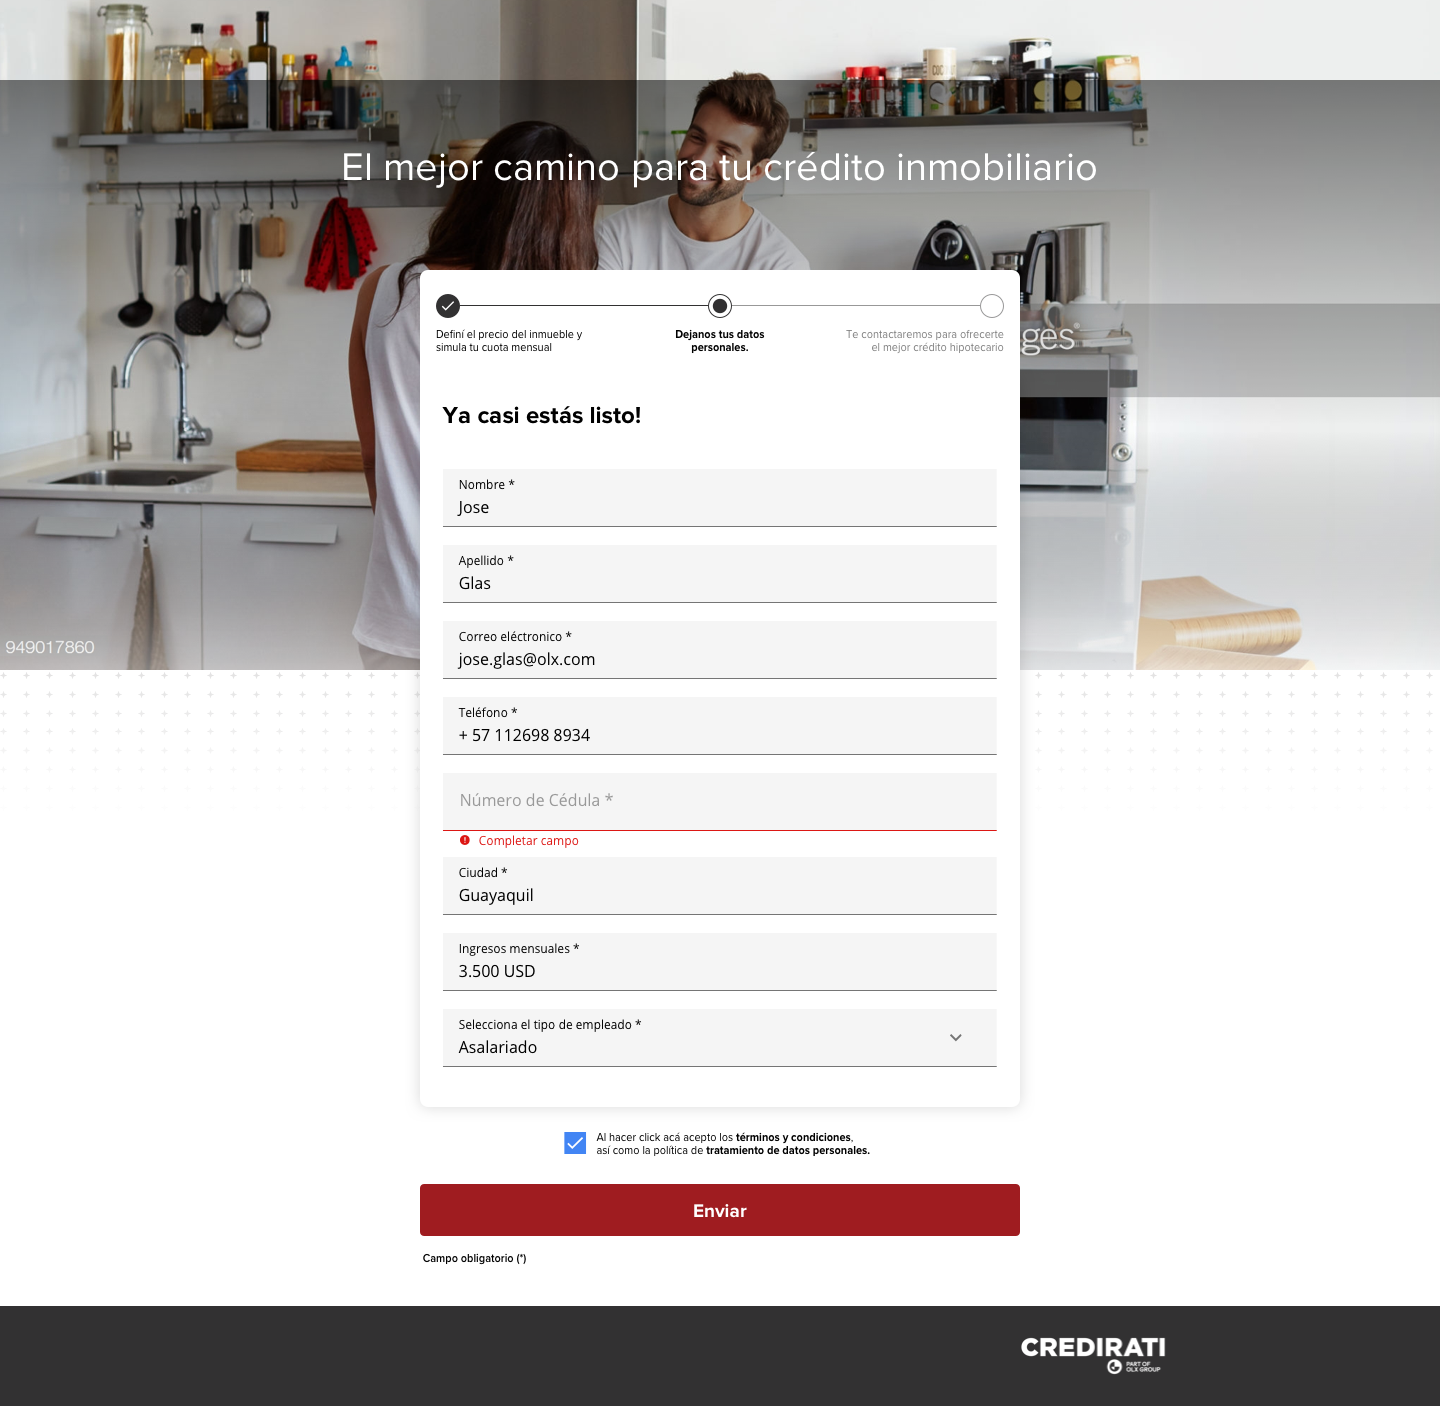 El mejor camino para tu crédito inmobiliario
Definí el precio del inmueble y
simula tu cuota mensual
Dejanos tus datos
personales.
Te contactaremos para ofrecerte
el mejor crédito hipotecario
ges
Ya casi estás listo!
Nombre *
Jose
Apellido *
Glas
Correo eléctronico *
jose.glas@olx.com
949017860
Teléfono *
+ 57 112698 8934
Número de Cédula *
Completar campo
Ciudad *
Guayaquil
Ingresos mensuales *
3.500 USD
Selecciona el tipo de empleado *
Asalariado
Al hacer click acá acepto los términos y condiciones,
así como la política de tratamiento de datos personales.
Enviar
Campo obligatorio (*)
CREDIRATI
PART OF
OLX GROUP